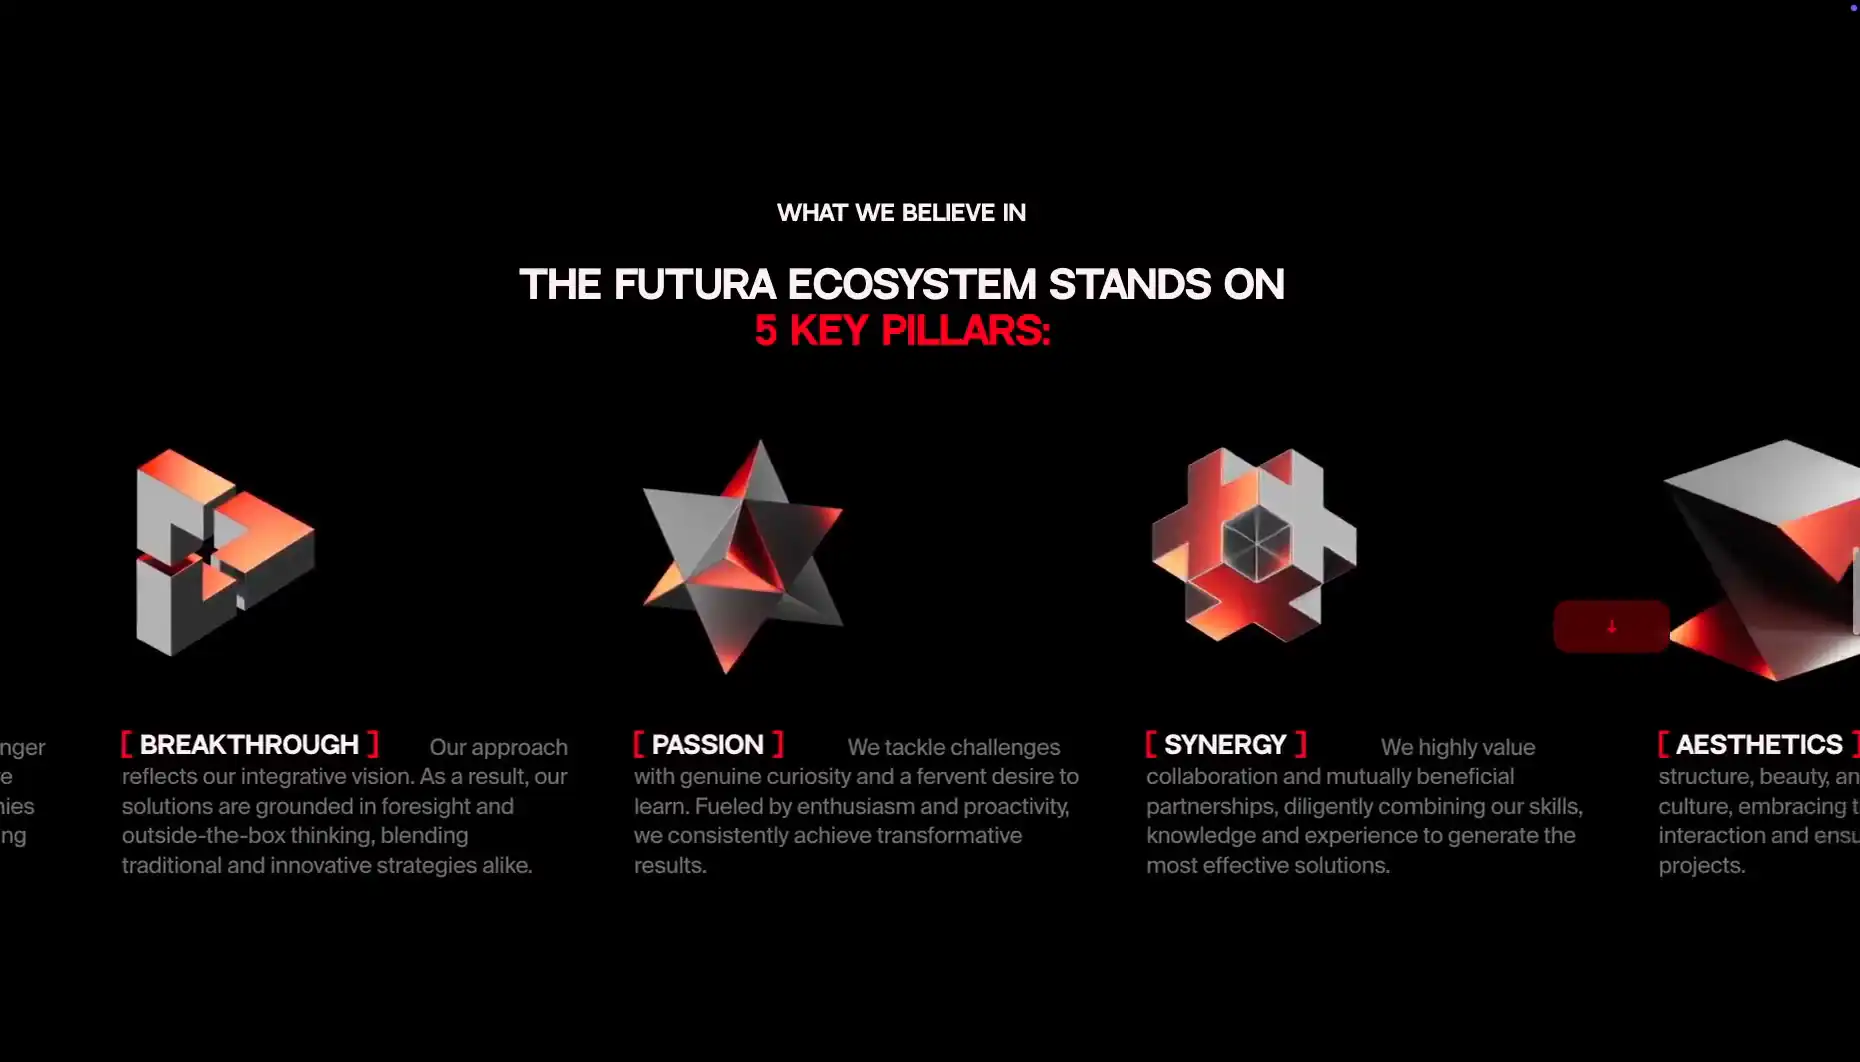 WHAT WE BELIEVE IN
THE FUTURA ECOSYSTEM STANDS ON
5 KEY PILLARS:
nger
re
nies
ng
[ BREAKTHROUGH ] Our approach
reflects our integrative vision. As a result, our
solutions are grounded in foresight and
outside-the-box thinking, blending
traditional and innovative strategies alike.
[ PASSION ] We tackle challenges
with genuine curiosity and a fervent desire to
learn. Fueled by enthusiasm and proactivity,
we consistently achieve transformative
results.
[ SYNERGY ] We highly value
collaboration and mutually beneficial
partnerships, diligently combining our skills,
knowledge and experience to generate the
most effective solutions.
[ AESTHETICS ]
structure, beauty, an
culture, embracing t
interaction and ensu
projects.